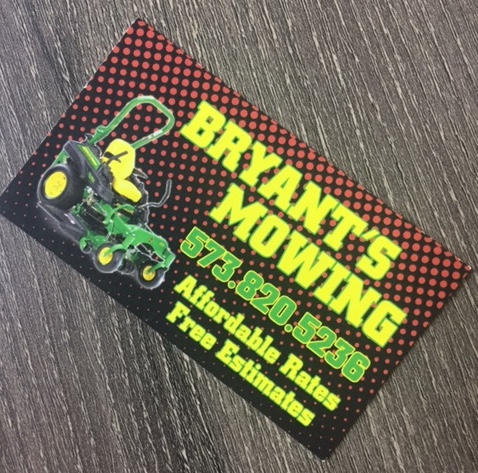 BRYANT'S
MOWING
573.820.5236
Affordable Rates
Free Estimates